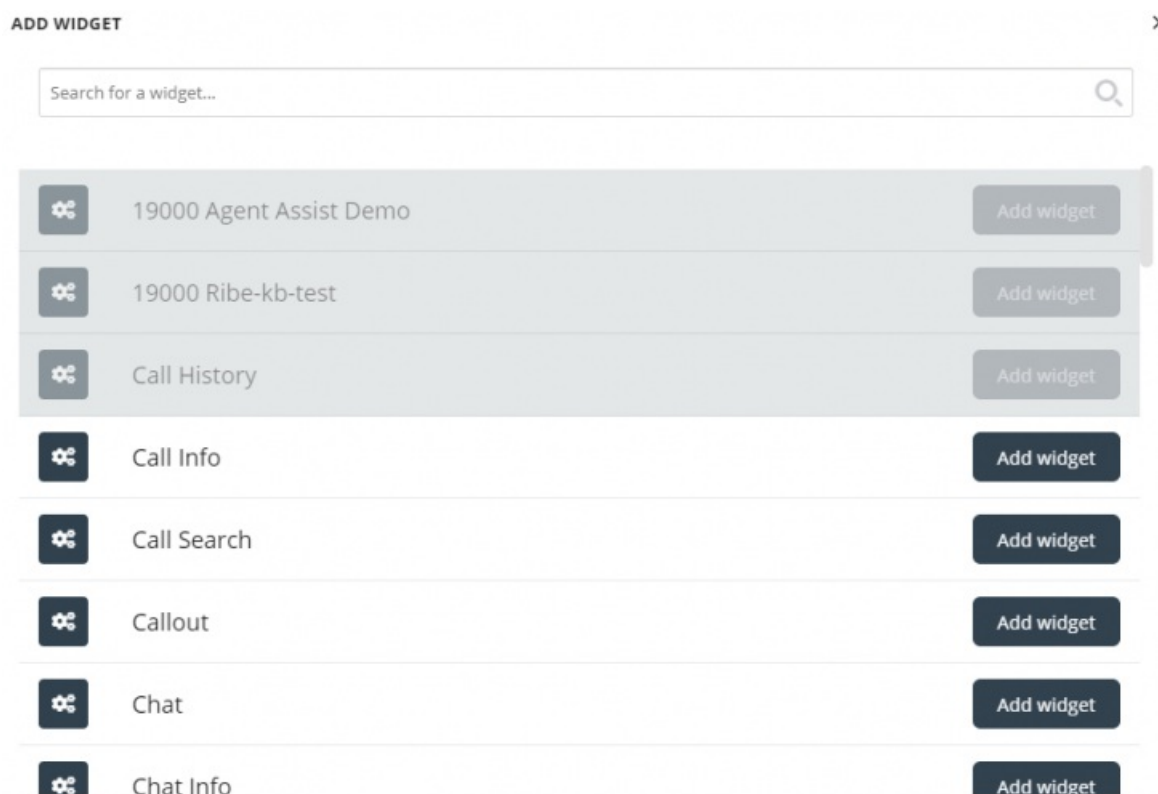 ADD WIDGET
Search for a widget...
19000 Agent Assist Demo Add widget
19000 Ribe-kb-test Add widget
Call History Add widget
Call Info Add widget
Call Search Add widget
Callout Add widget
Chat Add widget
Chat Info Add widget